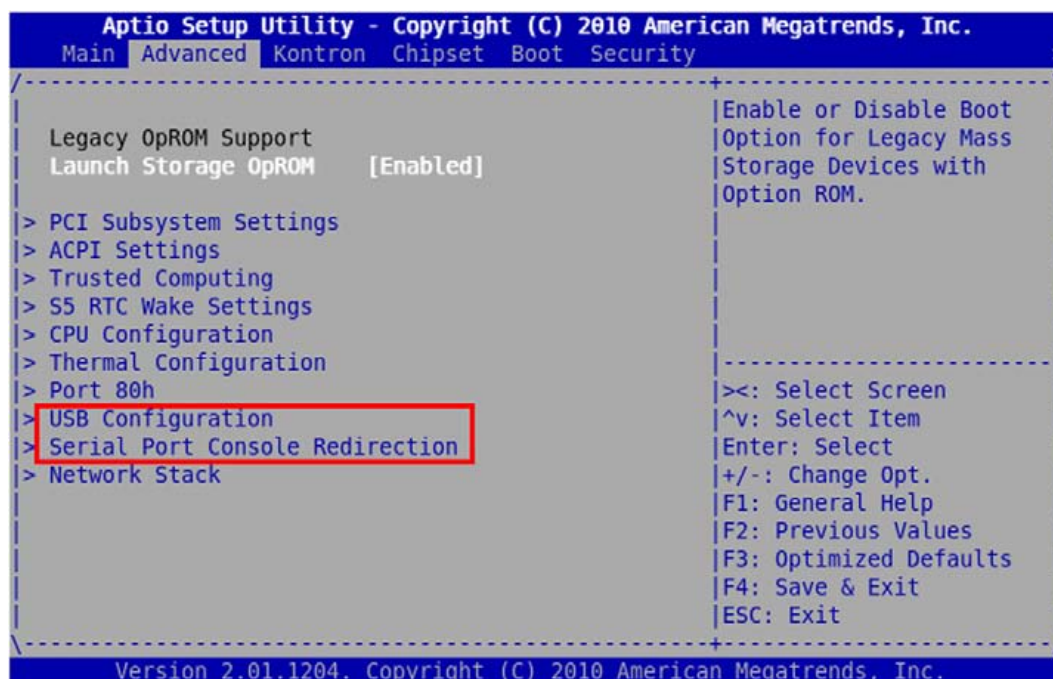 Aptio Setup Utility - Copyright (C) 2010 American Megatrends, Inc.
Main Advanced Kontron Chipset Boot Security
Enable or Disable Boot
Legacy OpROM Support Option for Legacy Mass
Launch Storage OpROM [Enabled] Storage Devices with
Option ROM.
> PCI Subsystem Settings
> ACPI Settings
> Trusted Computing
> S5 RTC Wake Settings
> CPU Configuration
> Thermal Configuration
> Port 80h ><: Select Screen
> USB Configuration ^v: Select Item
> Serial Port Console Redirection Enter: Select
> Network Stack +/-: Change Opt.
F1: General Help
F2: Previous Values
F3: Optimized Defaults
F4: Save & Exit
ESC: Exit
Version 2.01.1204. Copyright (C) 2010 American Megatrends, Inc.